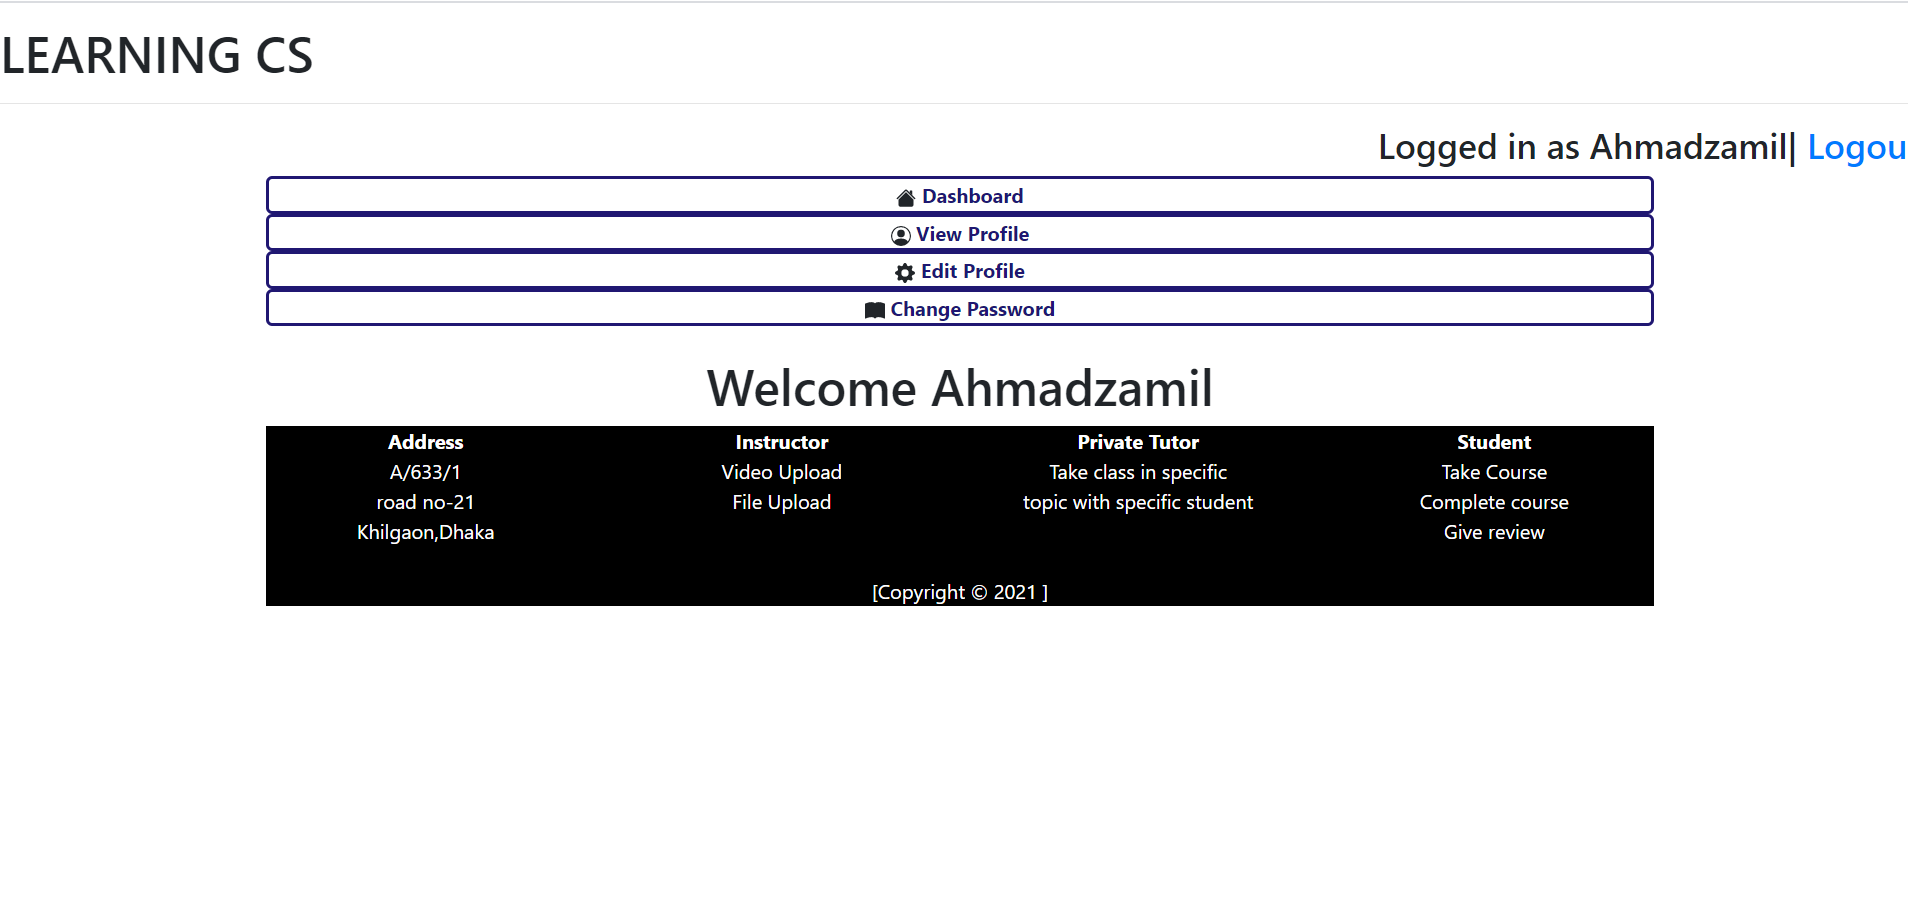 LEARNING CS
Logged in as Ahmadzamil| Logou
Dashboard
View Profile
Edit Profile
Change Password
Welcome Ahmadzamil
Address Instructor Private Tutor Student
A/633/1 Video Upload Take class in specific Take Course
road no-21 File Upload topic with specific student Complete course
Khilgaon,Dhaka Give review
[Copyright © 2021 ]